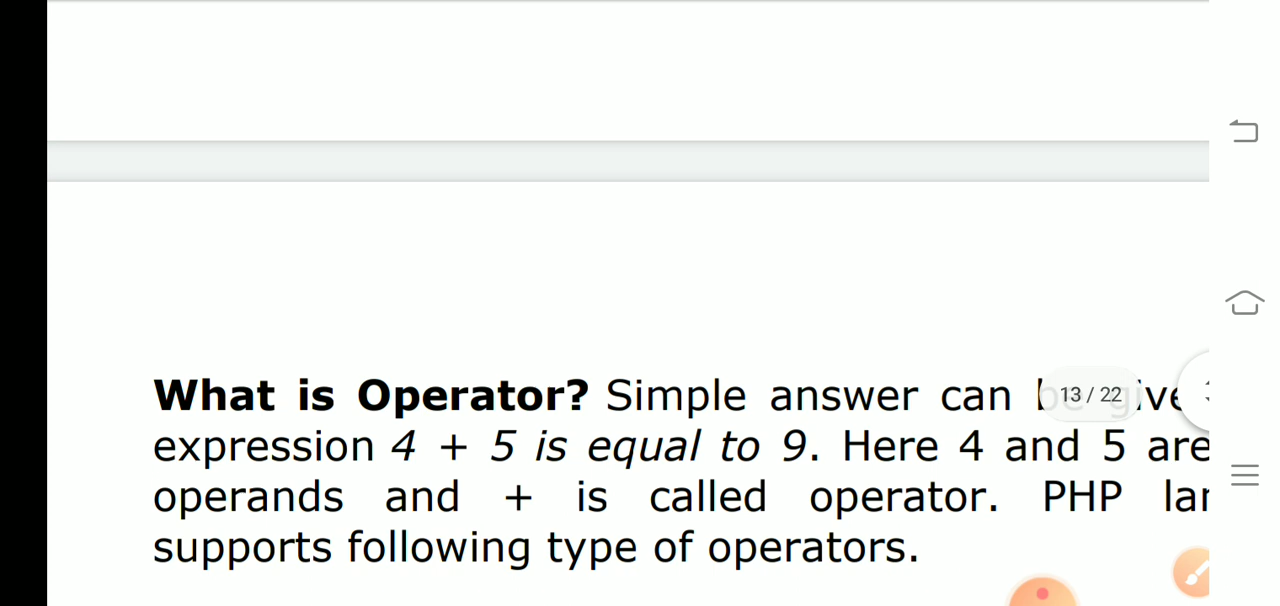 What is Operator? Simple answer can
expression 4 + 5 is equal to 9. Here 4 and 5 are
operands and + is called operator. PHP
supports following type of operators.
13 / 22